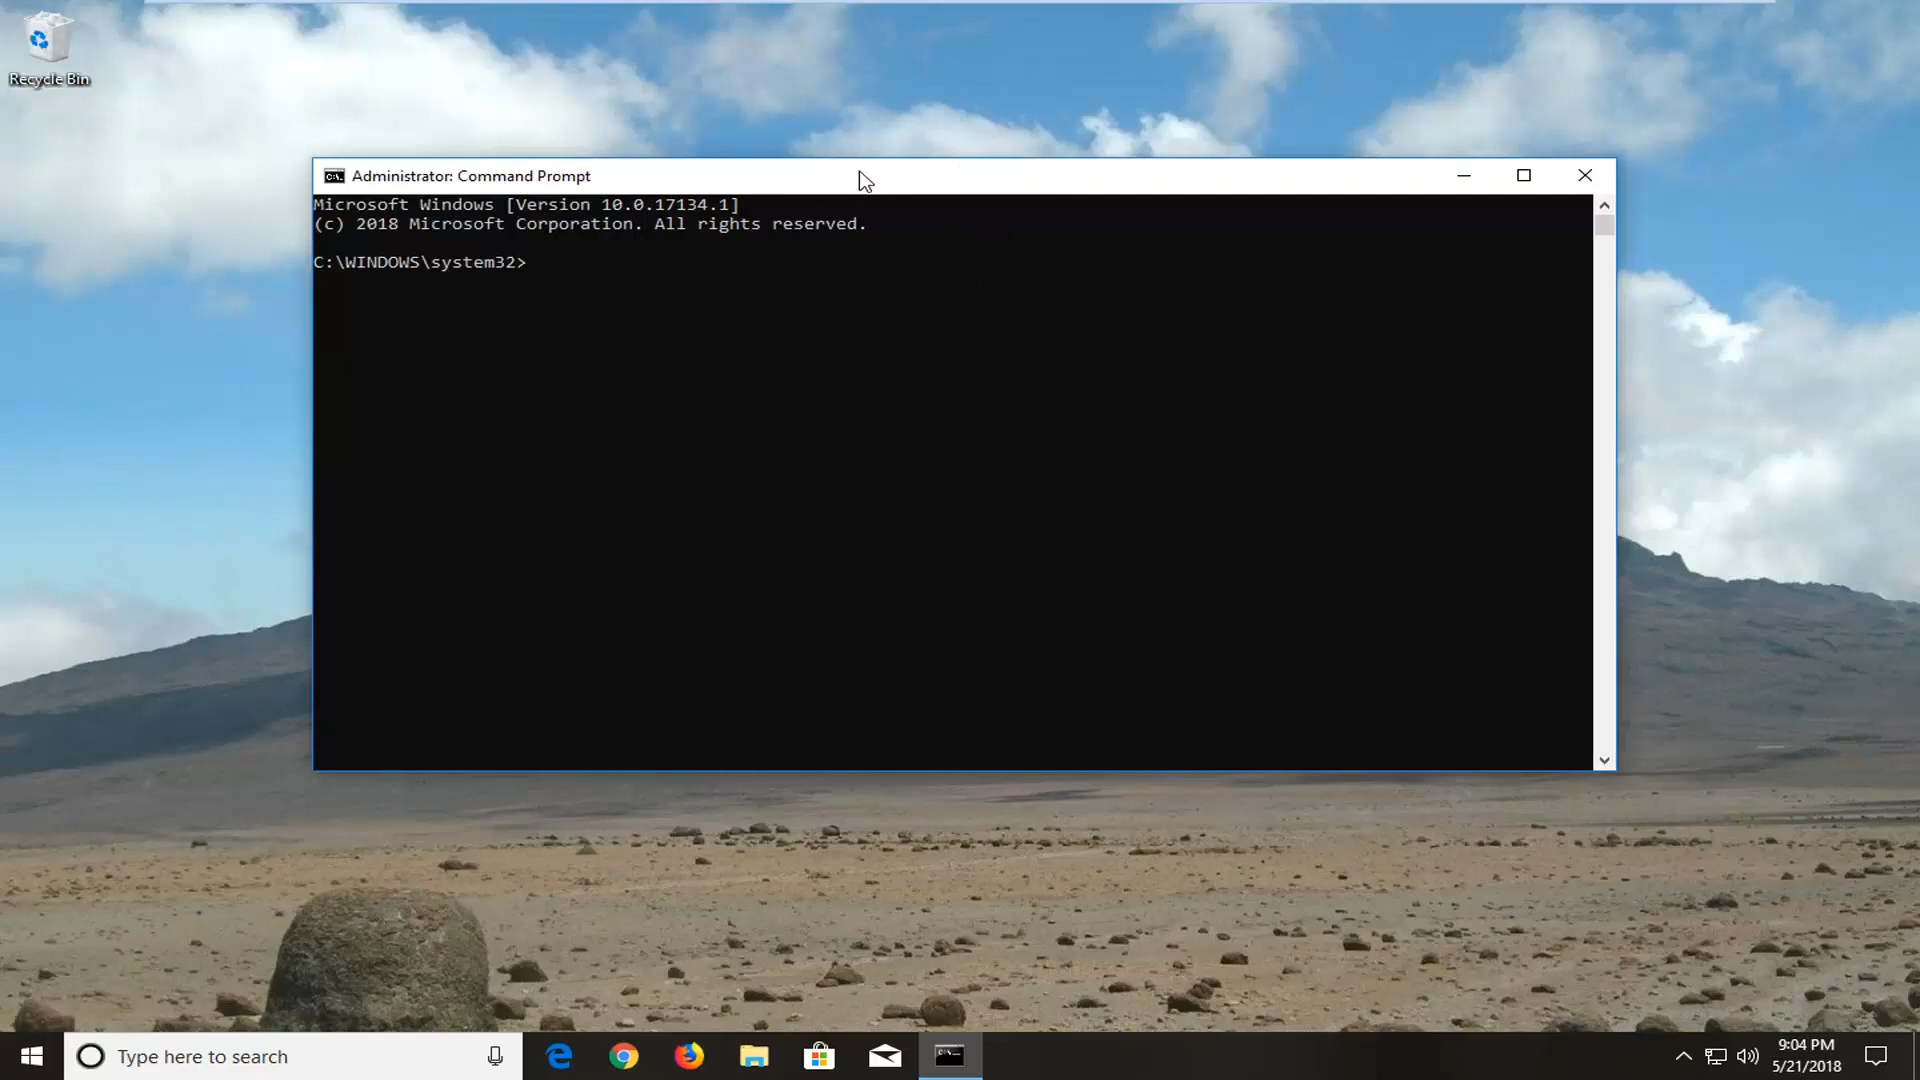 Recycle Bin
Administrator: Command Prompt
Microsoft Windows [Version 10.0.17134.1]
(c) 2018 Microsoft Corporation. All rights reserved.
C:\WINDOWS\system32>
Type here to search
9:04 PM
5/21/2018